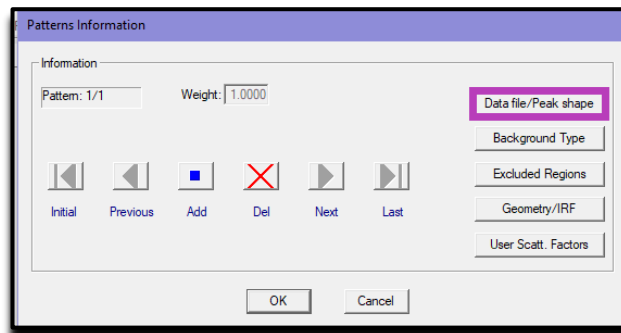 Patterns Information
Information
Pattern: 1/1
Weight: 1.0000
Data file/Peak shape
Background Type
Excluded Regions
Geometry/IRF
User Scatt. Factors
Initial Previous Add Del Next Last
OK Cancel